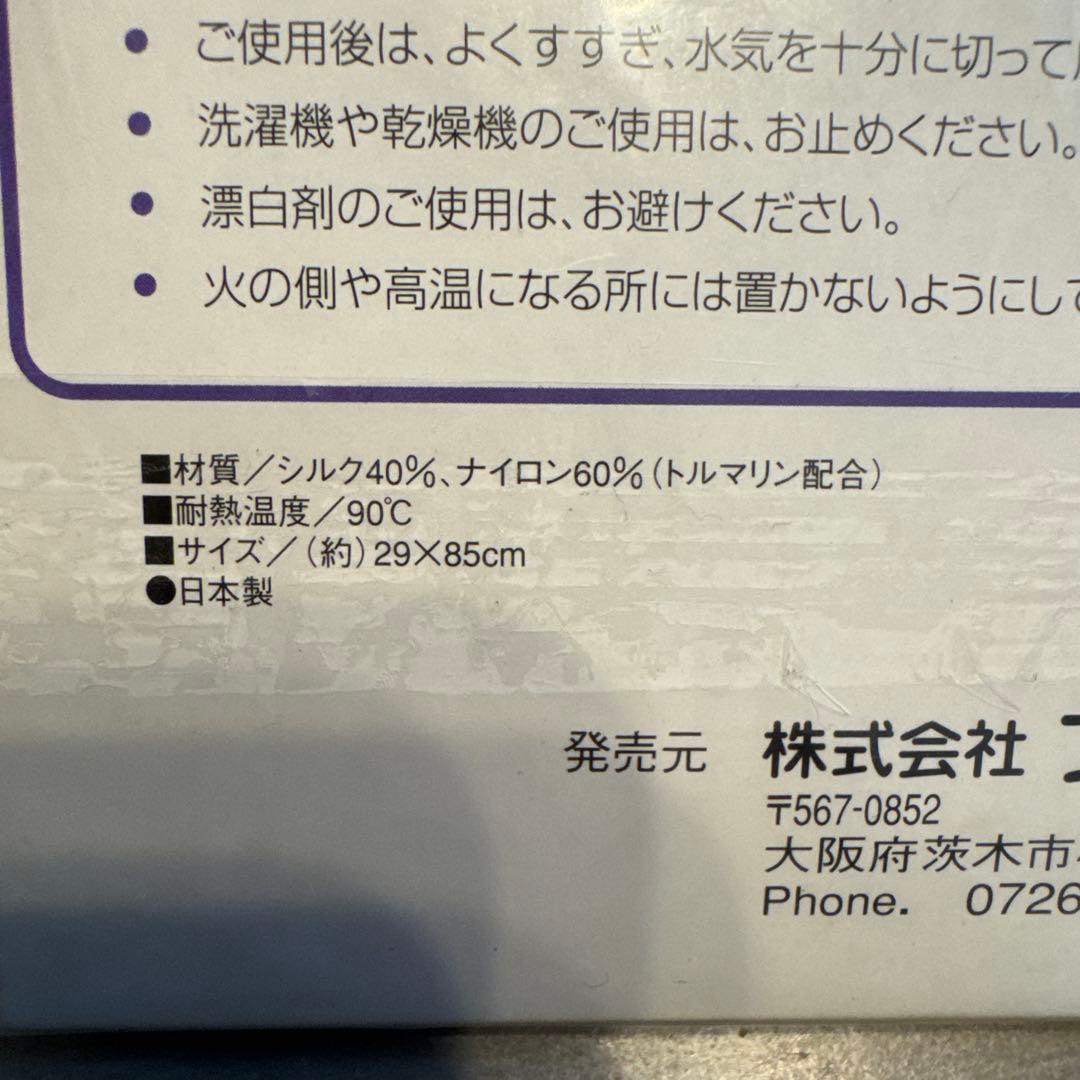 ● ご使用後は、よくすすぎ、水気を十分に切って
● 洗濯機や乾燥機のご使用は、お止めください。
● 漂白剤のご使用は、お避けください。
● 火の側や高温になる所には置かないようにして
■材質／シルク40％、ナイロン60％（トルマリン配合）
■耐熱温度／90℃
■サイズ／（約）29×85cm
●日本製
発売元 株式会社
〒567-0852
大阪府茨木市
Phone. 0726